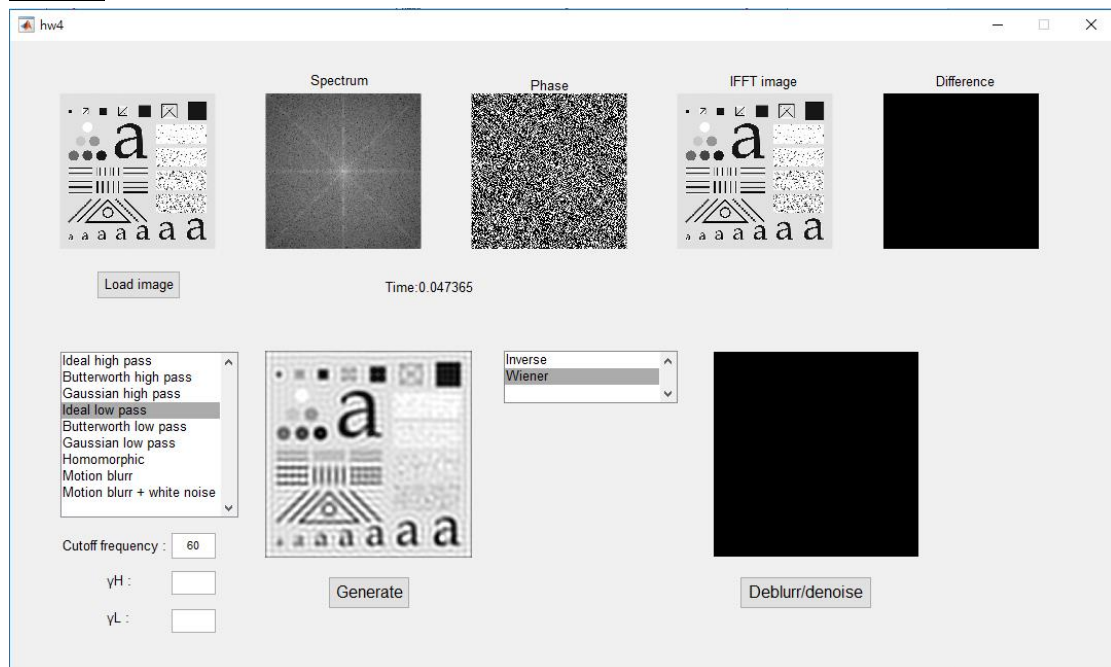 hw4
Spectrum
Phase
IFFT image
Difference
a
a a a a a a a
a
a a a a a a a
Load image
Time:0.047365
Ideal high pass
Butterworth high pass
Gaussian high pass
Ideal low pass
Butterworth low pass
Gaussian low pass
Homomorphic
Motion blurr
Motion blurr + white noise
Cutoff frequency : 60
γH :
γL :
a
a a a a a a a
Generate
Inverse
Wiener
Deblurr/denoise